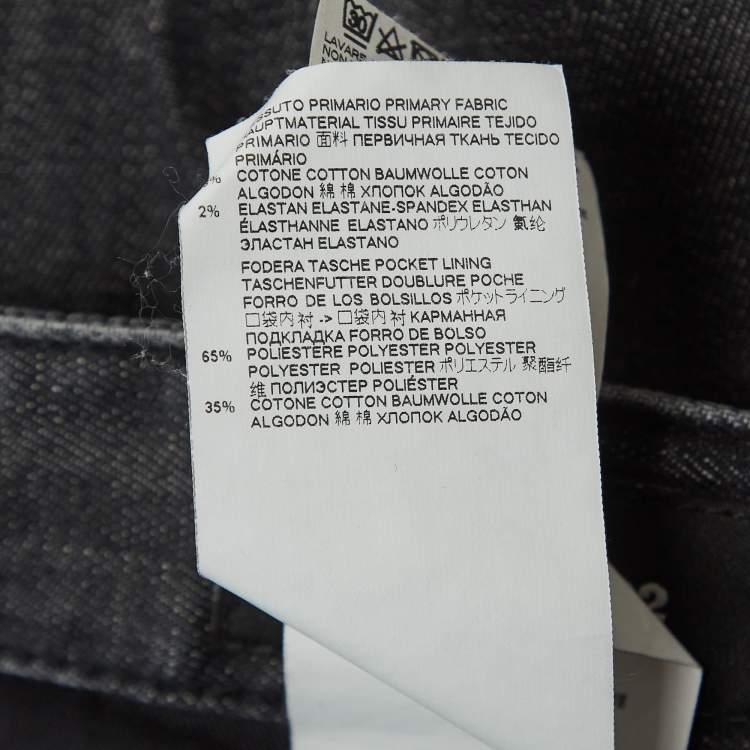 LAVARE
NON
SSUTO PRIMARIO PRIMARY FABRIC
AUPTMATERIAL TISSU PRIMAIRE TEJIDO
PRIMARIO 面料 ПЕРВИЧНАЯ ТКАНЬ TECIDO
PRIMÁRIO
% COTONE COTTON BAUMWOLLE COTON
ALGODON 綿 棉 ХЛОПОК ALGODÃO
2% ELASTAN ELASTANE-SPANDEX ELASTHAN
ÉLASTHANNE ELASTANO ポリウレタン 氨纶
ЭЛАСТАН ELASTANO
FODERA TASCHE POCKET LINING
TASCHENFUTTER DOUBLURE POCHE
FORRO DE LOS BOLSILLOS ポケットライニング
口袋内衬 -> 口袋内衬 КАРМАННАЯ
ПОДКЛАДКА FORRO DE BOLSO
65% POLIESTERE POLYESTER POLYESTER
POLYESTER POLIESTER ポリエステル 聚酯纤
维 ПОЛИЭСТЕР POLIÉSTER
35% COTONE COTTON BAUMWOLLE COTON
ALGODON 綿 棉 ХЛОПОК ALGODÃO
2